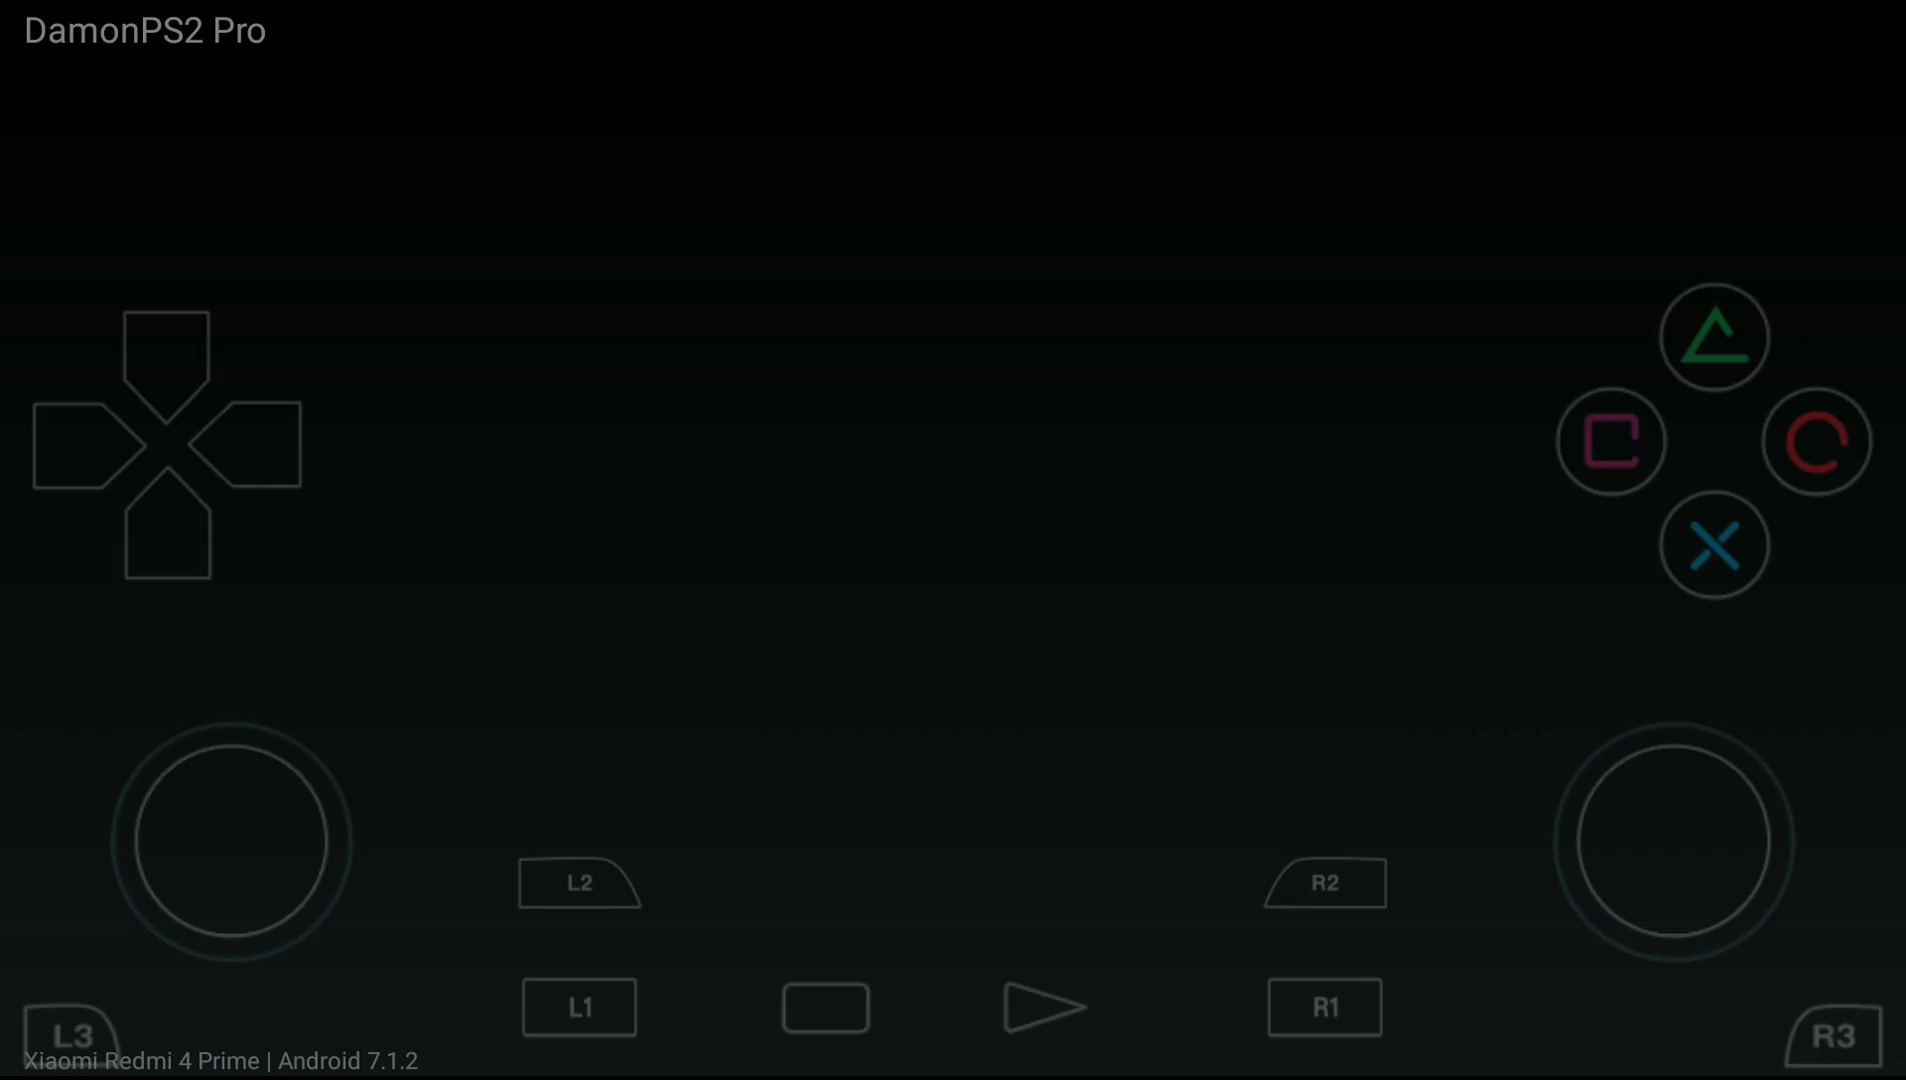 DamonPS2 Pro
L2
R2
L1
R1
L3
R3
Xiaomi Redmi 4 Prime | Android 7.1.2